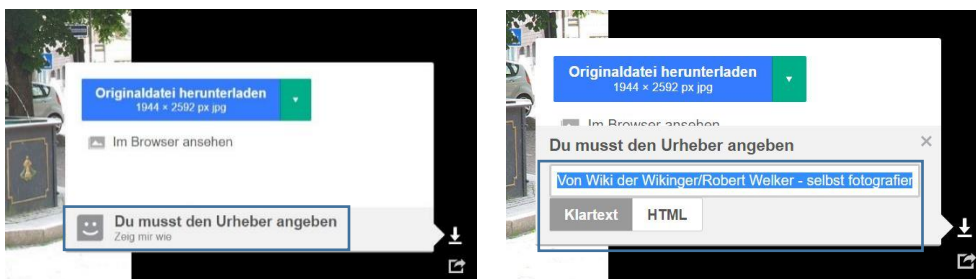 Originaldatei herunterladen
1944 × 2592 px jpg
Im Browser ansehen
Du musst den Urheber angeben
Zeig mir wie
Originaldatei herunterladen
1944 × 2592 px jpg
Im Browser ansehen
Du musst den Urheber angeben
Von Wiki der Wikinger/Robert Welker - selbst fotografier
Klartext HTML